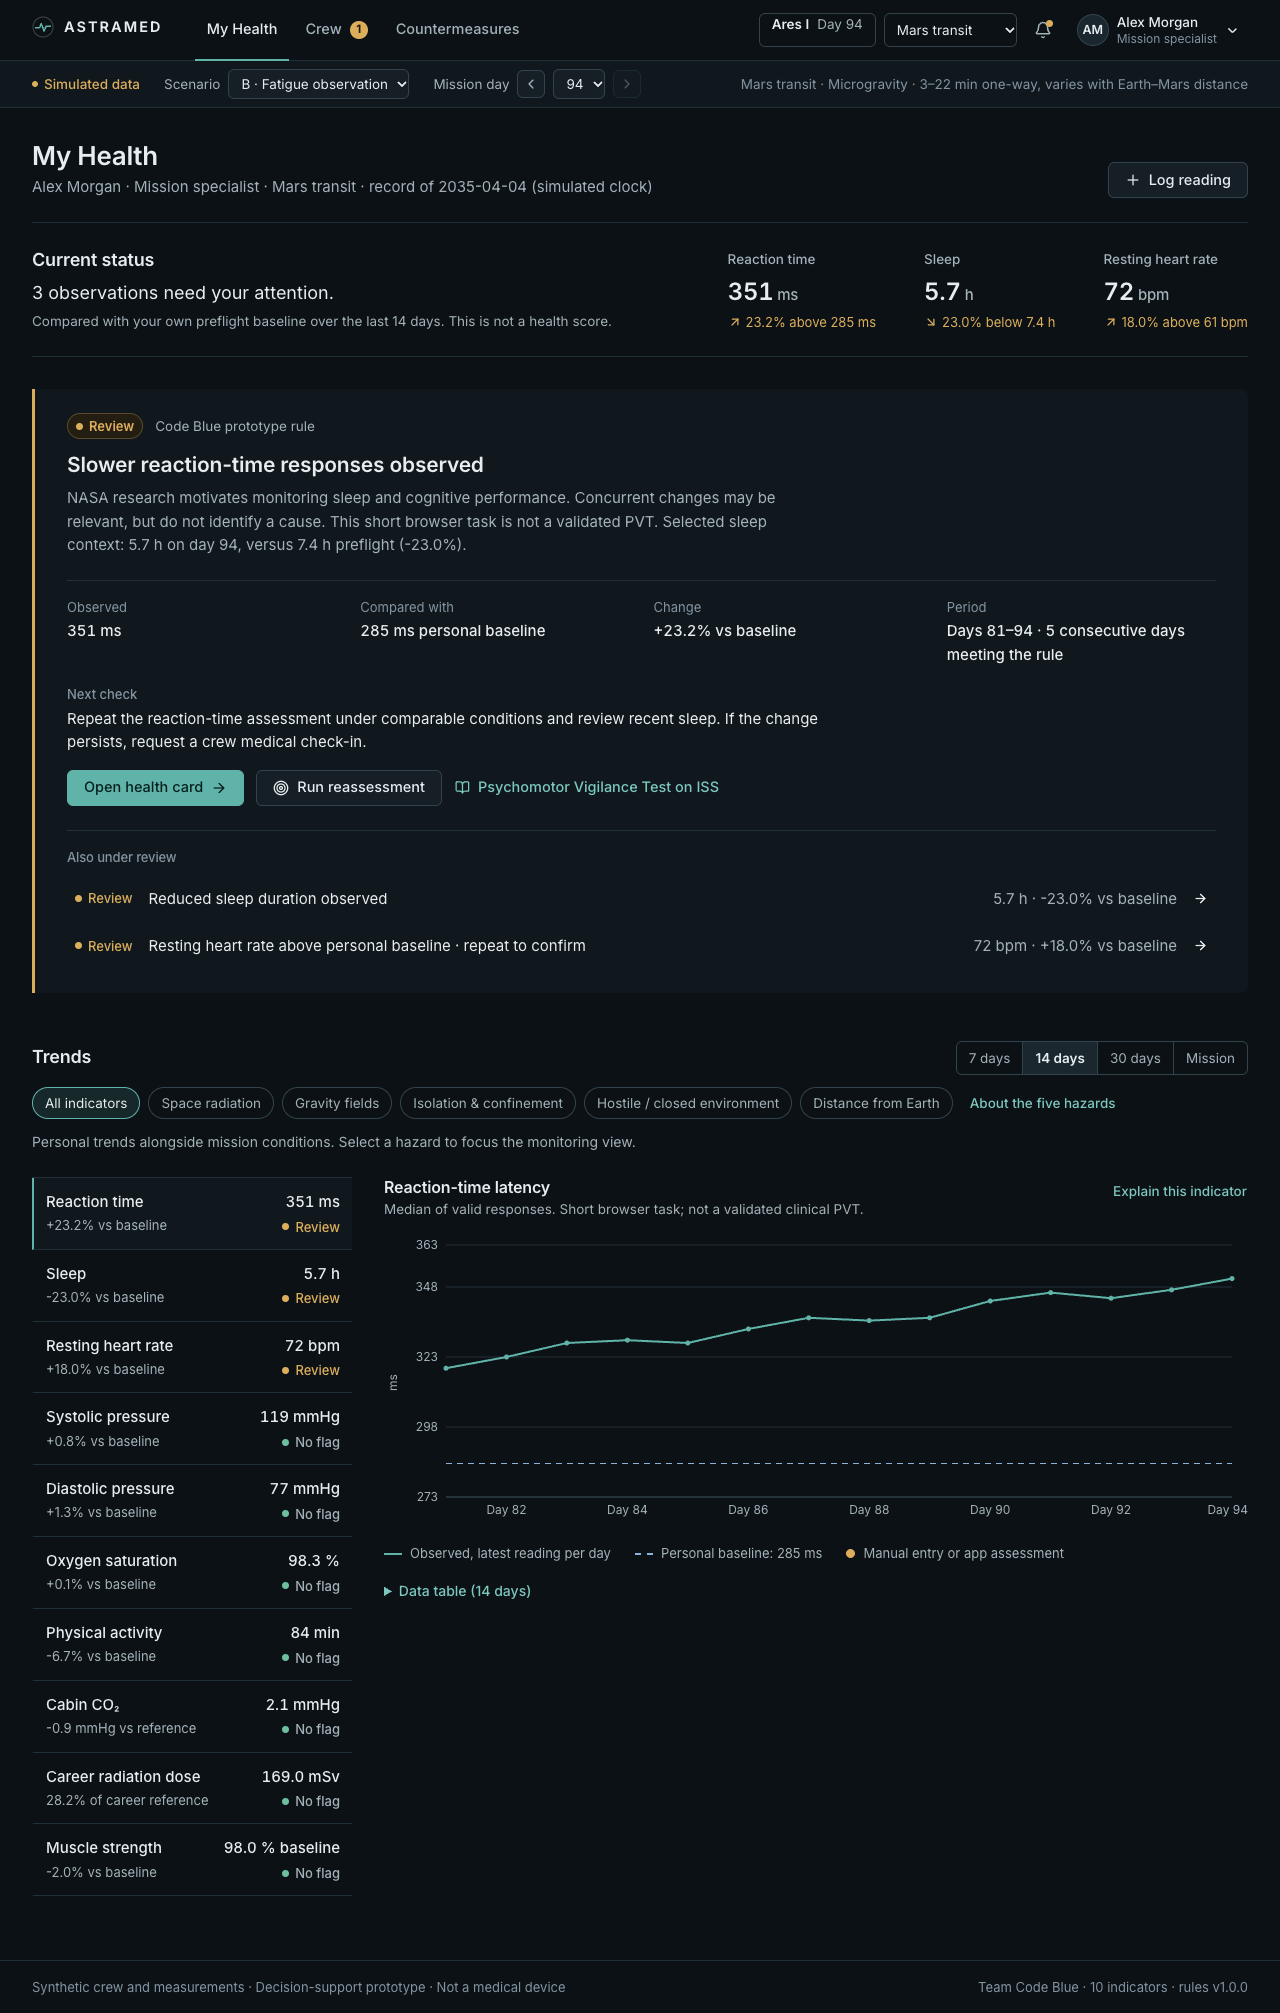 ASTRAMED
My Health
Crew 1
Countermeasures
Ares I Day 94
Mars transit
AM
Alex Morgan
Mission specialist
Simulated data
Scenario
B · Fatigue observation
Mission day
94
Mars transit · Microgravity · 3–22 min one-way, varies with Earth–Mars distance
My Health
Alex Morgan · Mission specialist · Mars transit · record of 2035-04-04 (simulated clock)
Log reading
Current status
3 observations need your attention.
Compared with your own preflight baseline over the last 14 days. This is not a health score.
Reaction time
351 ms
23.2% above 285 ms
Sleep
5.7 h
23.0% below 7.4 h
Resting heart rate
72 bpm
18.0% above 61 bpm
Review
Code Blue prototype rule
Slower reaction-time responses observed
NASA research motivates monitoring sleep and cognitive performance. Concurrent changes may be
relevant, but do not identify a cause. This short browser task is not a validated PVT. Selected sleep
context: 5.7 h on day 94, versus 7.4 h preflight (-23.0%).
Observed
351 ms
Compared with
285 ms personal baseline
Change
+23.2% vs baseline
Period
Days 81–94 · 5 consecutive days
meeting the rule
Next check
Repeat the reaction-time assessment under comparable conditions and review recent sleep. If the change
persists, request a crew medical check-in.
Open health card
Run reassessment
Psychomotor Vigilance Test on ISS
Also under review
Review Reduced sleep duration observed 5.7 h · -23.0% vs baseline
Review Resting heart rate above personal baseline · repeat to confirm 72 bpm · +18.0% vs baseline
Trends
7 days 14 days 30 days Mission
All indicators
Space radiation
Gravity fields
Isolation & confinement
Hostile / closed environment
Distance from Earth
About the five hazards
Personal trends alongside mission conditions. Select a hazard to focus the monitoring view.
Reaction time 351 ms
+23.2% vs baseline Review
Sleep 5.7 h
-23.0% vs baseline Review
Resting heart rate 72 bpm
+18.0% vs baseline Review
Systolic pressure 119 mmHg
+0.8% vs baseline No flag
Diastolic pressure 77 mmHg
+1.3% vs baseline No flag
Oxygen saturation 98.3 %
+0.1% vs baseline No flag
Physical activity 84 min
-6.7% vs baseline No flag
Cabin CO₂ 2.1 mmHg
-0.9 mmHg vs reference No flag
Career radiation dose 169.0 mSv
28.2% of career reference No flag
Muscle strength 98.0 % baseline
-2.0% vs baseline No flag
Reaction-time latency
Median of valid responses. Short browser task; not a validated clinical PVT.
Explain this indicator
363
348
323
298
273
ms
Day 82 Day 84 Day 86 Day 88 Day 90 Day 92 Day 94
Observed, latest reading per day
Personal baseline: 285 ms
Manual entry or app assessment
Data table (14 days)
Synthetic crew and measurements · Decision-support prototype · Not a medical device
Team Code Blue · 10 indicators · rules v1.0.0